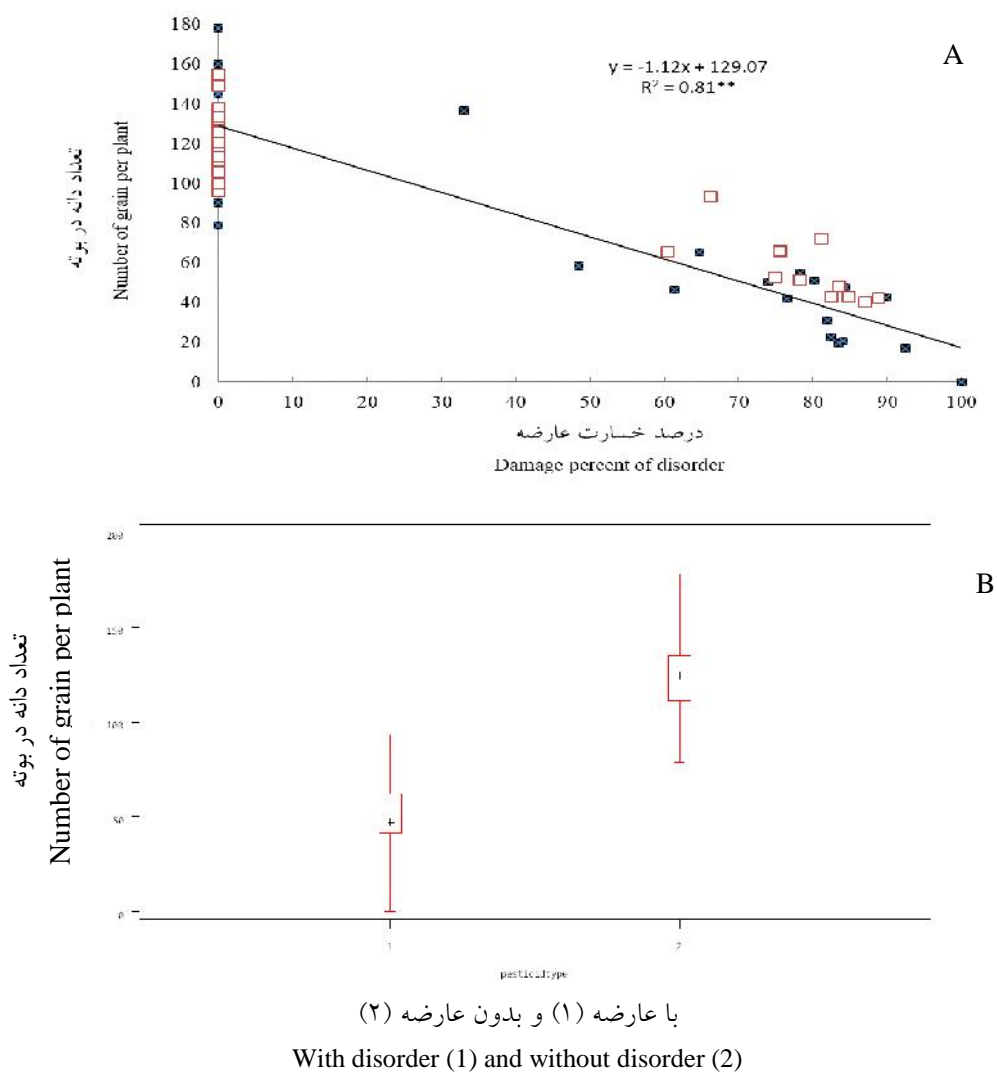 A
y = -1.12x + 129.07
R² = 0.81**
تعداد دانه در بوته
Number of grain per plant
180
160
140
120
100
80
60
40
20
0
0 10 20 30 40 50 60 70 80 90 100
درصد خسارت عارضه
Damage percent of disorder
B
تعداد دانه در بوته
Number of grain per plant
200
150
100
50
0
1 2
pasticidtype
با عارضه (۱) و بدون عارضه (۲)
With disorder (1) and without disorder (2)